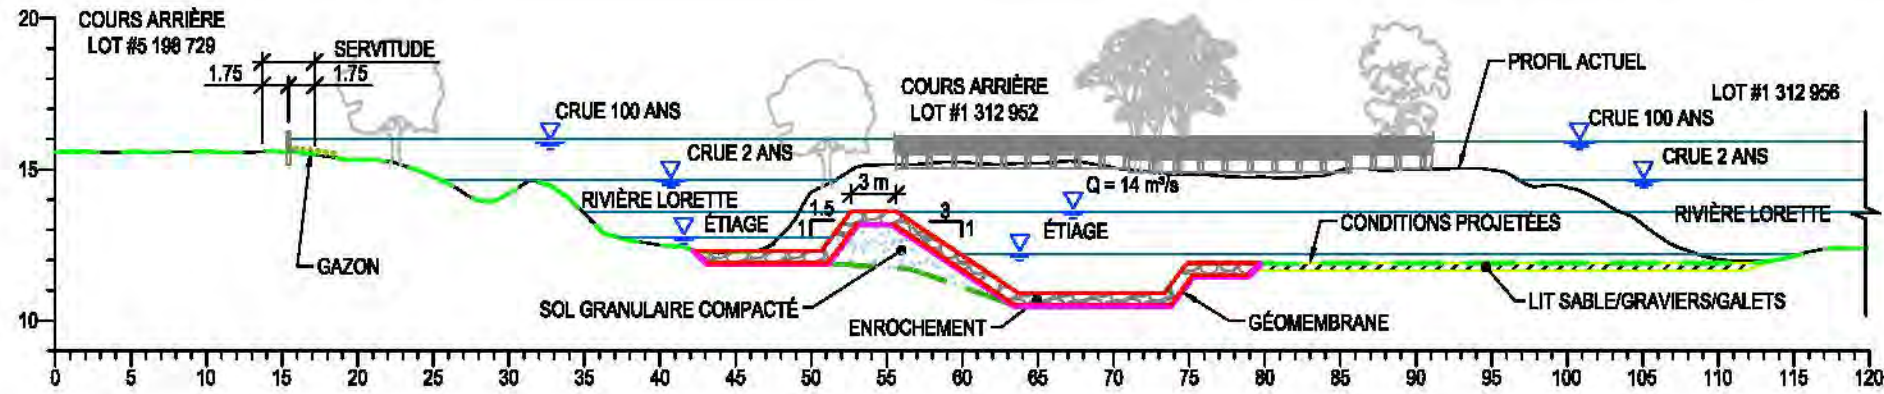 20
COURS ARRIÈRE
LOT #5 198 729
SERVITUDE
1.75
1.75
CRUE 100 ANS
CRUE 2 ANS
COURS ARRIÈRE
LOT #1 312 952
PROFIL ACTUEL
LOT #1 312 956
CRUE 100 ANS
CRUE 2 ANS
15
3 m
Q = 14 m³/s
RIVIÈRE LORETTE
1.5
1
3
1
ÉTIAGE
ÉTIAGE
CONDITIONS PROJETÉES
RIVIÈRE LORETTE
GAZON
SOL GRANULAIRE COMPACTÉ
ENROCHEMENT
GÉOMEMBRANE
LIT SABLE/GRAVIERS/GALETS
10
0 5 10 15 20 25 30 35 40 45 50 55 60 65 70 75 80 85 90 95 100 105 110 115 120